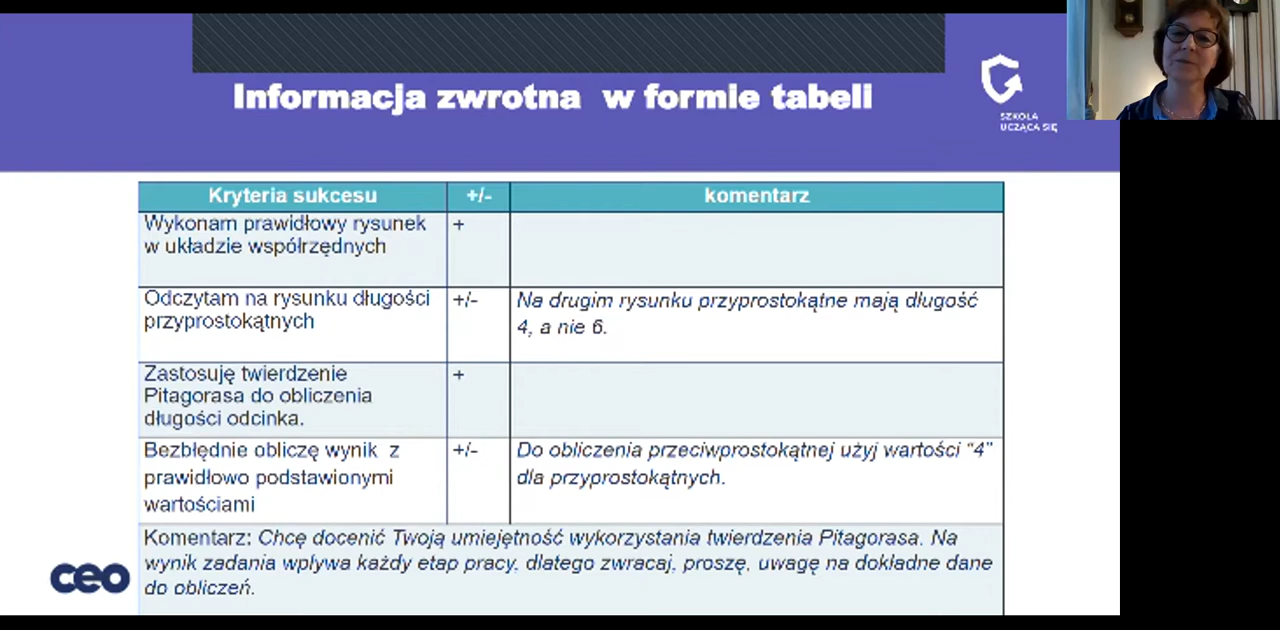 Informacja zwrotna w formie tabeli
SZKOŁA
UCZĄCA SIĘ
Kryteria sukcesu +/- komentarz
Wykonam prawidłowy rysunek
w układzie współrzędnych
+
Odczytam na rysunku długości
przyprostokątnych
+/-
Na drugim rysunku przyprostokątne mają długość
4, a nie 6.
Zastosuję twierdzenie
Pitagorasa do obliczenia
długości odcinka.
+
Bezbłędnie obliczę wynik z
prawidłowo podstawionymi
wartościami
+/-
Do obliczenia przeciwprostokątnej użyj wartości "4"
dla przyprostokątnych.
Komentarz: Chcę docenić Twoją umiejętność wykorzystania twierdzenia Pitagorasa. Na
wynik zadania wpływa każdy etap pracy, dlatego zwracaj, proszę, uwagę na dokładne dane
do obliczeń.
ceo